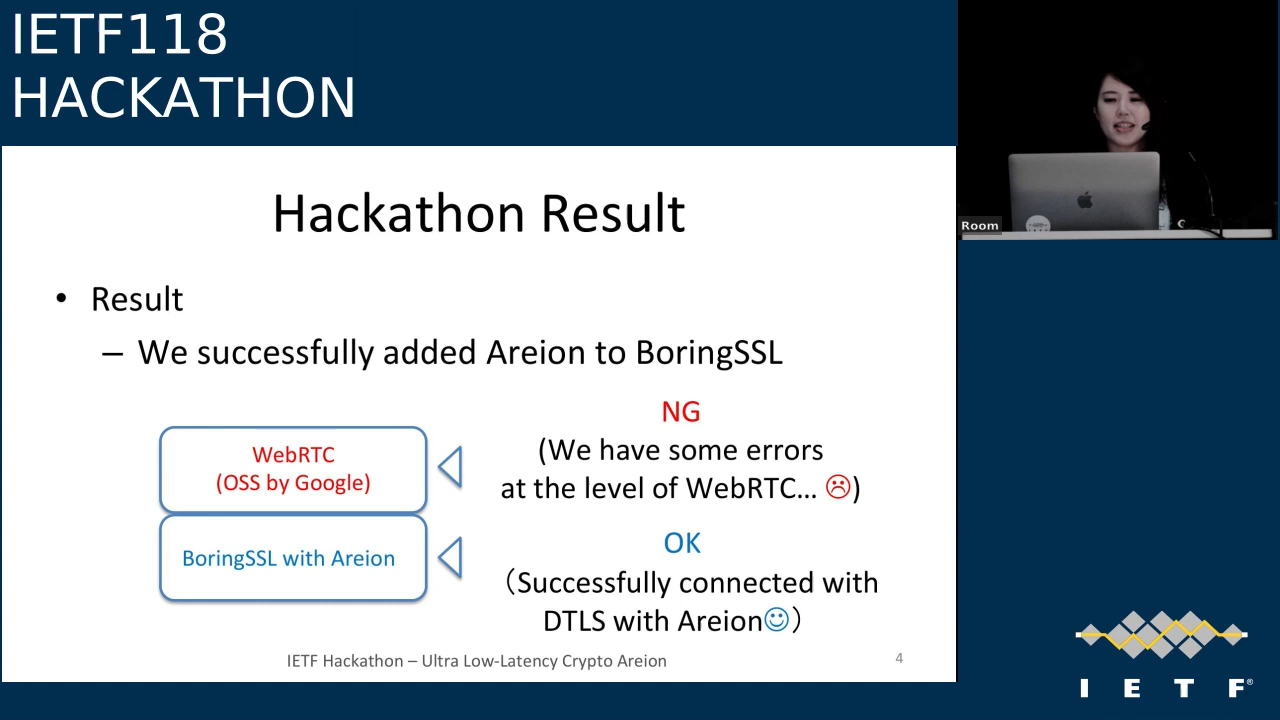 IETF118
HACKATHON
Room
Hackathon Result
• Result
– We successfully added Areion to BoringSSL
NG
(We have some errors
at the level of WebRTC... ☹)
WebRTC
(OSS by Google)
OK
（Successfully connected with
DTLS with Areion☺）
BoringSSL with Areion
IETF Hackathon – Ultra Low-Latency Crypto Areion
4
I E T F®